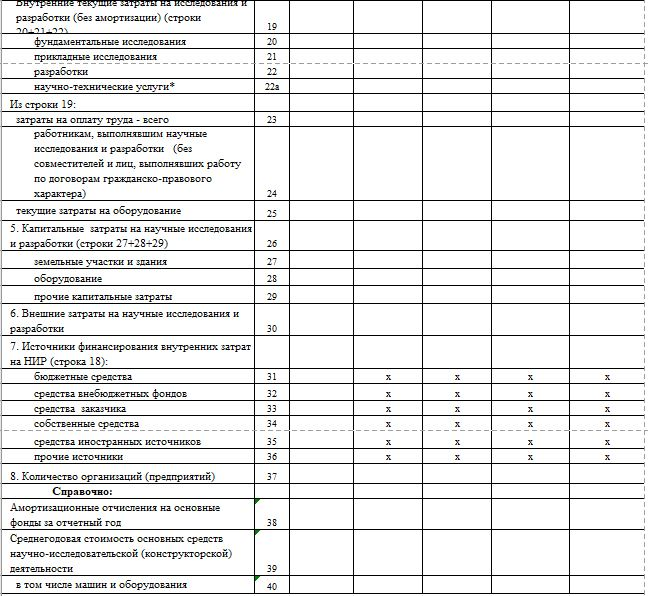 Внутренние текущие затраты на исследования и
разработки (без амортизации) (строки
20+21+22) 19
фундаментальные исследования 20
прикладные исследования 21
разработки 22
научно-технические услуги* 22а
Из строки 19:
затраты на оплату труда - всего 23
работникам, выполнявшим научные
исследования и разработки (без
совместителей и лиц, выполнявших работу
по договорам гражданско-правового
характера) 24
текущие затраты на оборудование 25
5. Капитальные затраты на научные исследования
и разработки (строки 27+28+29) 26
земельные участки и здания 27
оборудование 28
прочие капитальные затраты 29
6. Внешние затраты на научные исследования и
разработки 30
7. Источники финансирования внутренних затрат
на НИР (строка 18):
бюджетные средства 31 х х х х
средства внебюджетных фондов 32 х х х х
средства заказчика 33 х х х х
собственные средства 34 х х х х
средства иностранных источников 35 х х х х
прочие источники 36 х х х х
8. Количество организаций (предприятий) 37
Справочно:
Амортизационные отчисления на основные
фонды за отчетный год 38
Среднегодовая стоимость основных средств
научно-исследовательской (конструкторской)
деятельности 39
в том числе машин и оборудования 40